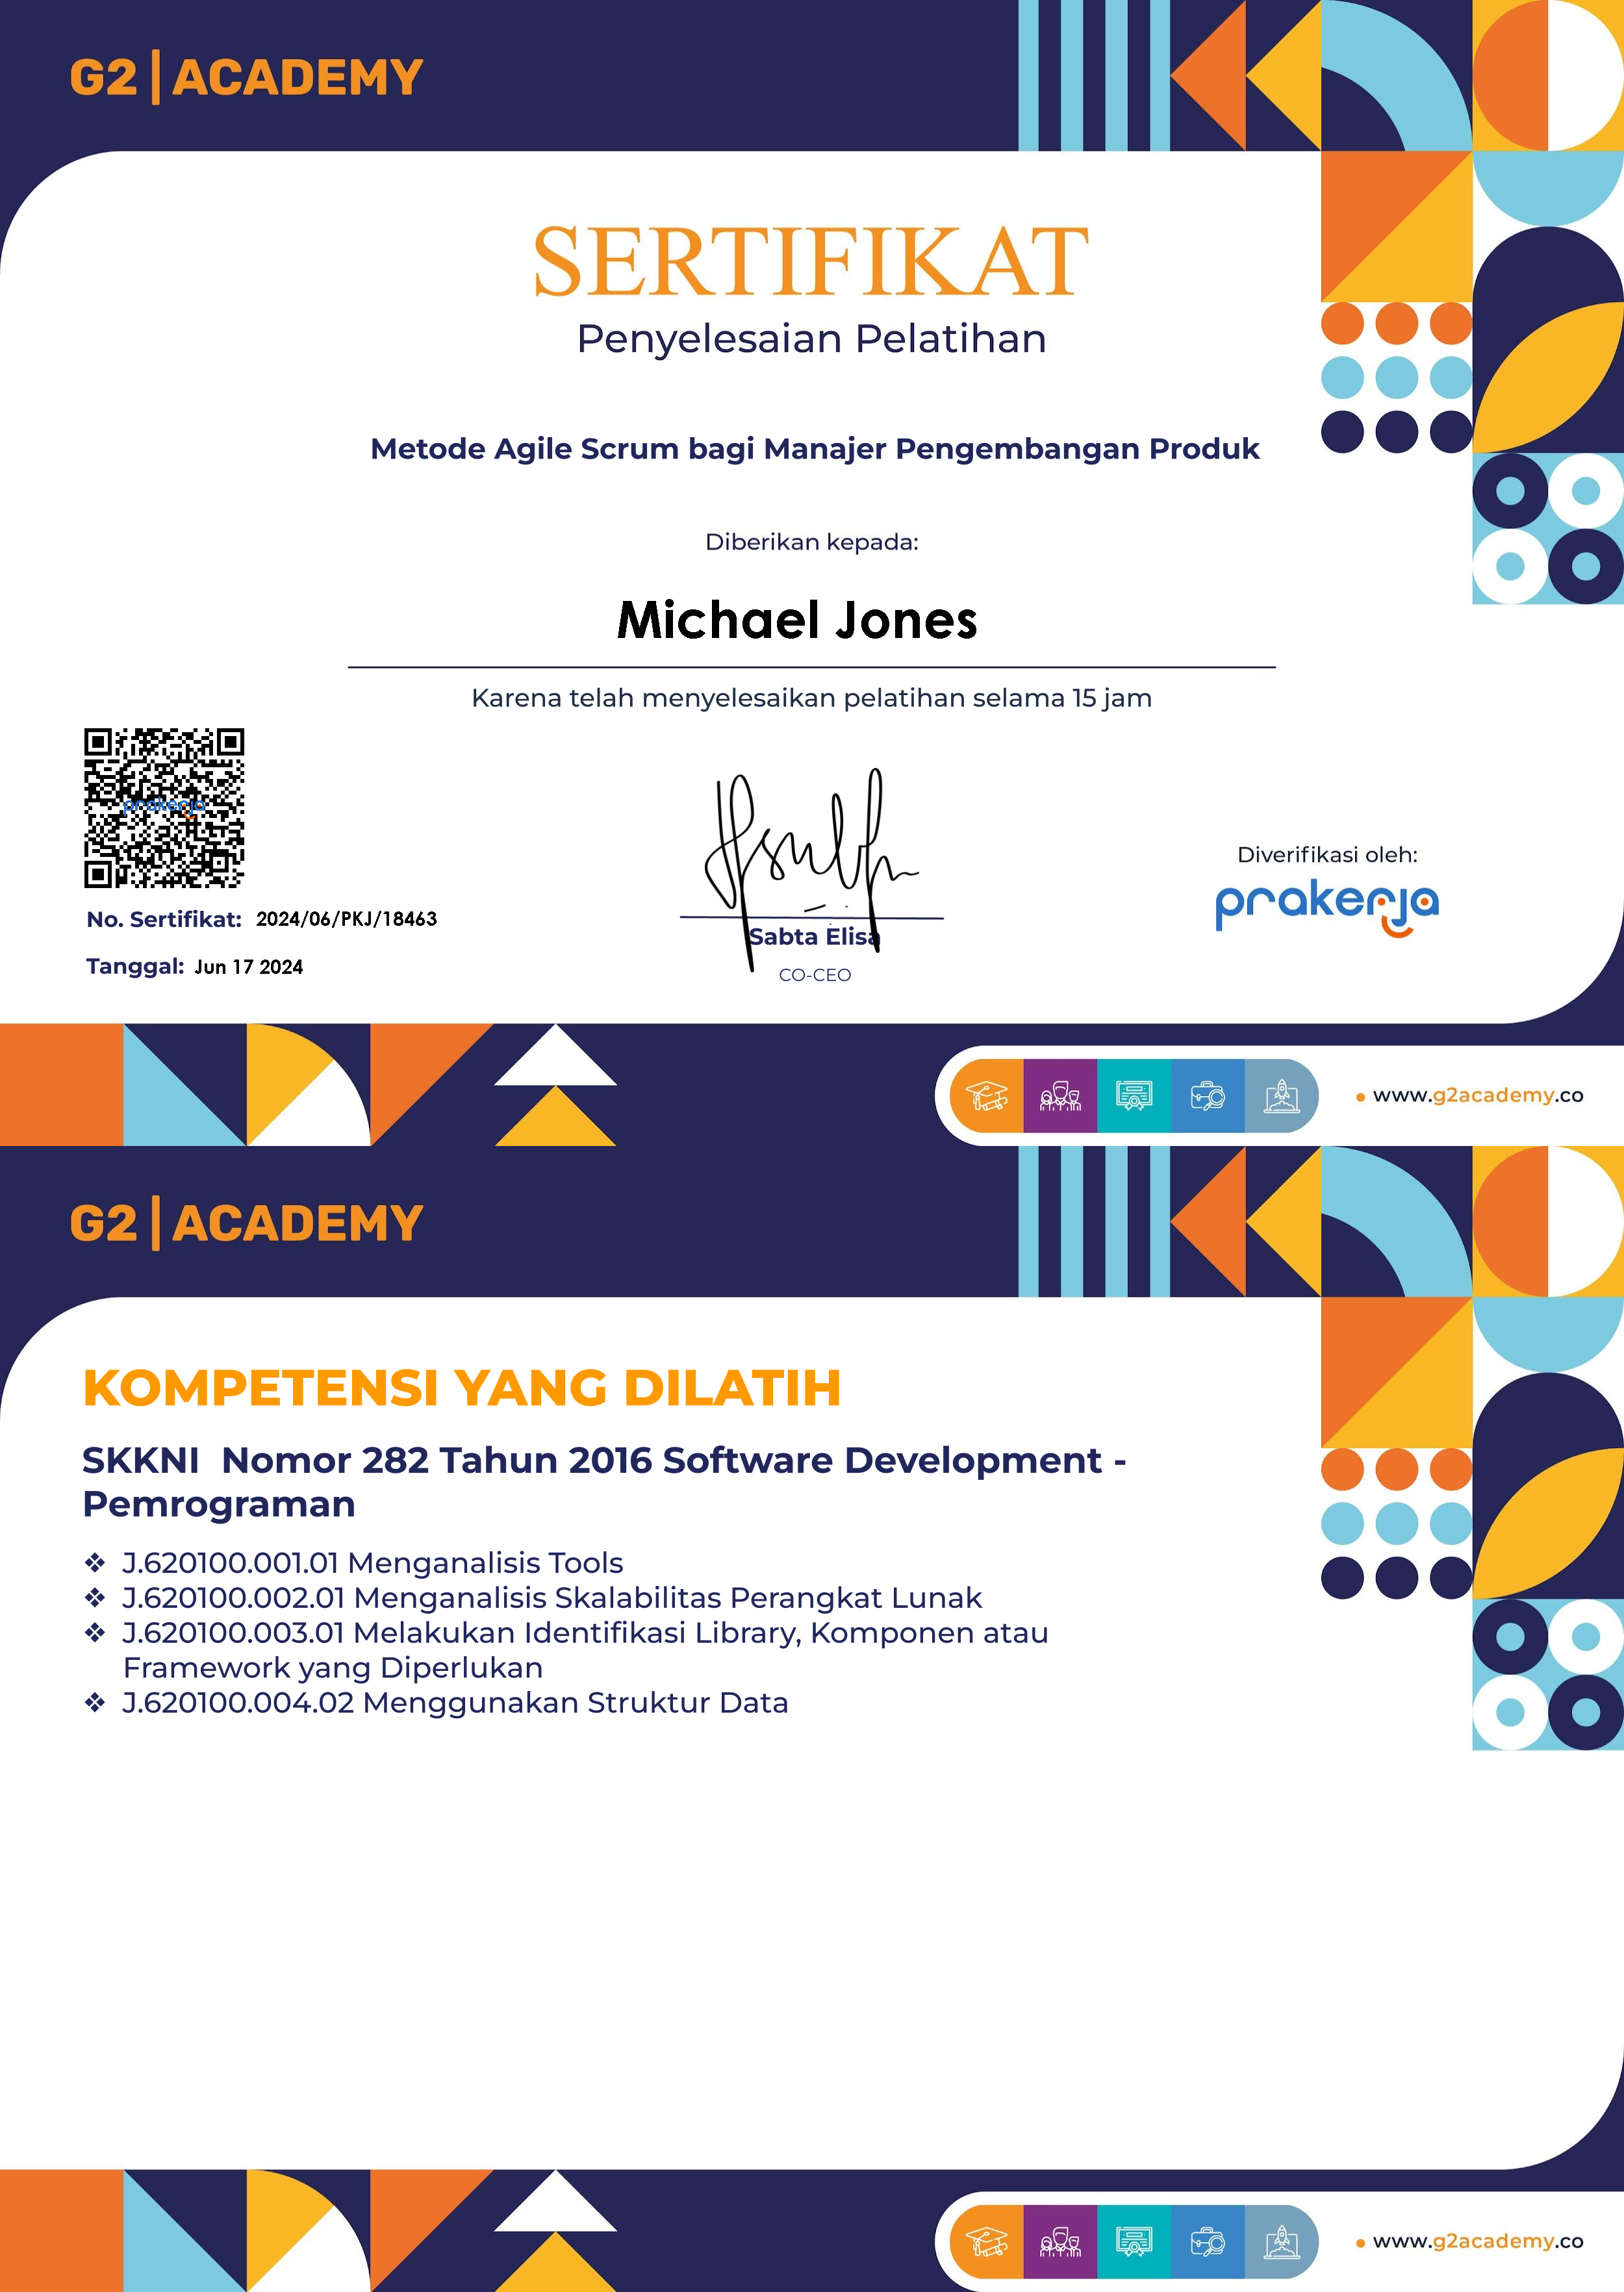 G2 | ACADEMY
SERTIFIKAT
Penyelesaian Pelatihan
Metode Agile Scrum bagi Manajer Pengembangan Produk
Diberikan kepada:
Michael Jones
Karena telah menyelesaikan pelatihan selama 15 jam
prakerja
No. Sertifikat: 2024/06/PKJ/18463
Tanggal: Jun 17 2024
Sabta Elisa
CO-CEO
Diverifikasi oleh:
prakerja
• www.g2academy.co
G2 | ACADEMY
KOMPETENSI YANG DILATIH
SKKNI  Nomor 282 Tahun 2016 Software Development -
Pemrograman
❖ J.620100.001.01 Menganalisis Tools
❖ J.620100.002.01 Menganalisis Skalabilitas Perangkat Lunak
❖ J.620100.003.01 Melakukan Identifikasi Library, Komponen atau
Framework yang Diperlukan
❖ J.620100.004.02 Menggunakan Struktur Data
• www.g2academy.co